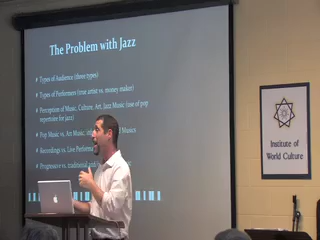 The Problem with Jazz
Types of Audience (three types)
Types of Performers (true artist vs. money maker)
Perception of Music, Culture, Art, Jazz Music (use of pop
repertoire for jazz)
Pop Music vs. Art Music, Music
Recordings vs. Live Performa
Progressive vs. traditional
Institute of
World Culture